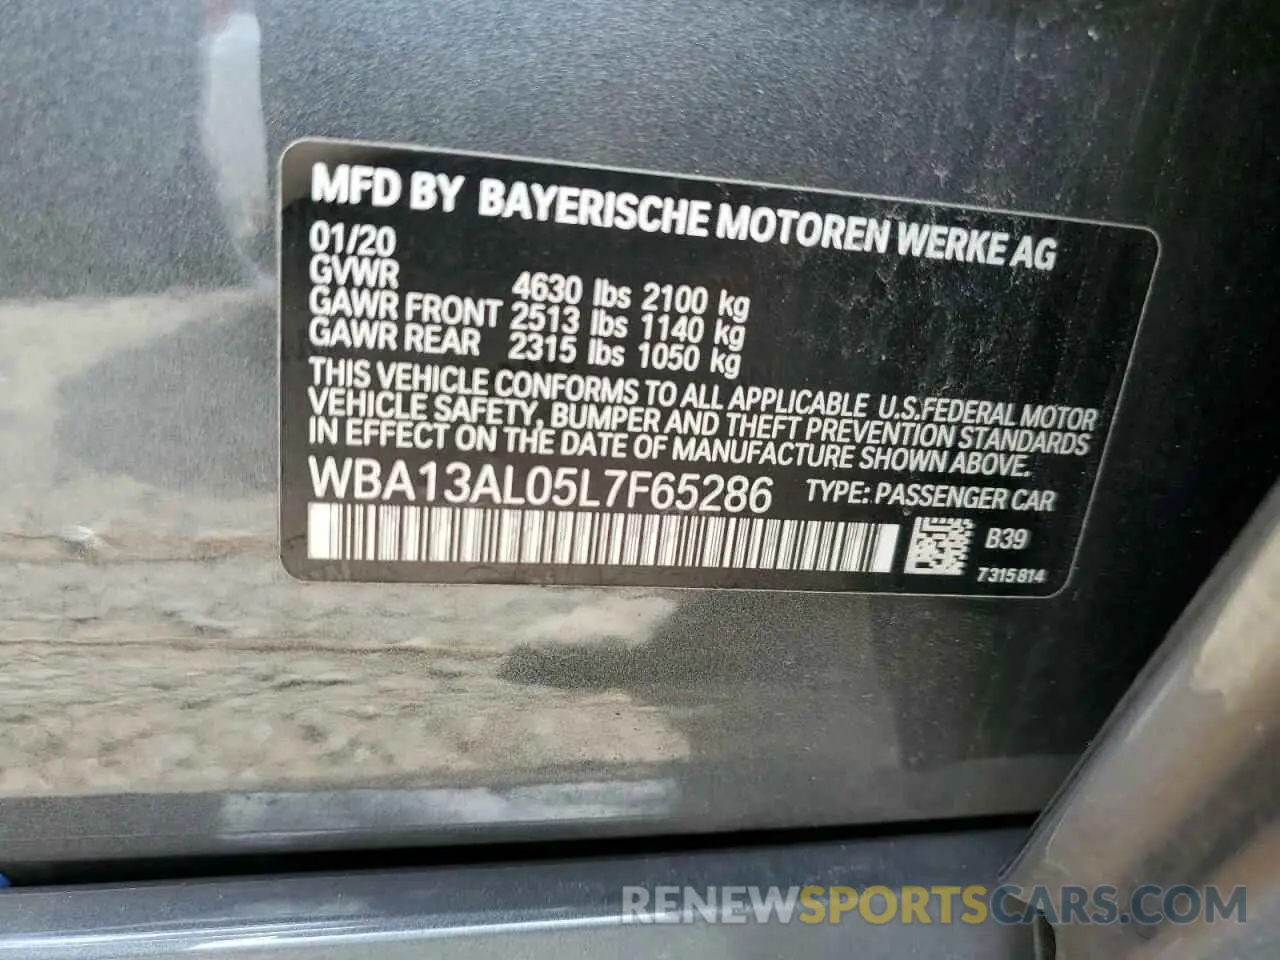 MFD BY BAYERISCHE MOTOREN WERKE AG
01/20
GVWR 4630 lbs 2100 kg
GAWR FRONT 2513 lbs 1140 kg
GAWR REAR 2315 lbs 1050 kg
THIS VEHICLE CONFORMS TO ALL APPLICABLE U.S.FEDERAL MOTOR
VEHICLE SAFETY, BUMPER AND THEFT PREVENTION STANDARDS
IN EFFECT ON THE DATE OF MANUFACTURE SHOWN ABOVE.
WBA13AL05L7F65286 TYPE: PASSENGER CAR
B39
7315814
RENEWSPORTSCARS.COM